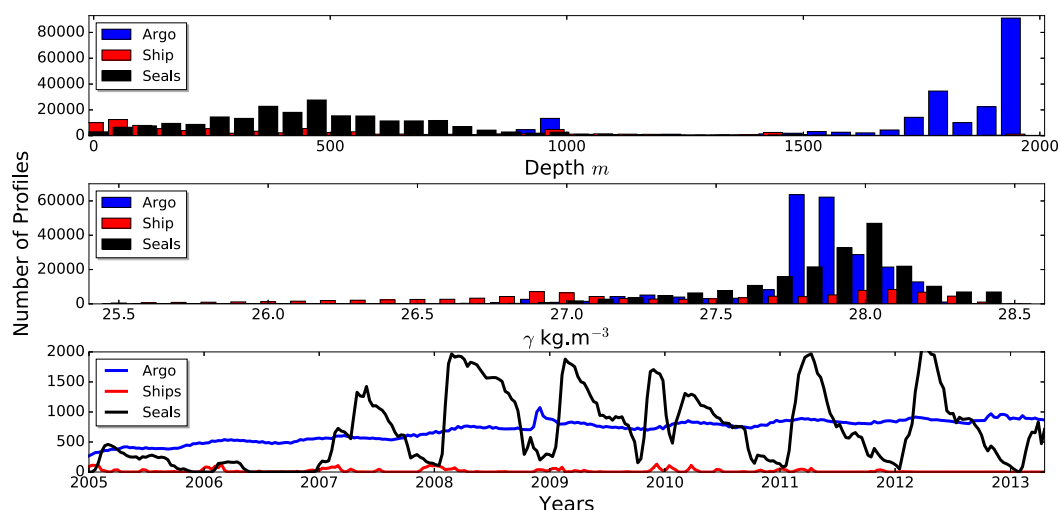 80000
60000
40000
20000
0
Argo
Ship
Seals
0 500 1000 1500 2000
Depth m
Number of Profiles
60000
40000
20000
0
Argo
Ship
Seals
25.5 26.0 26.5 27.0 27.5 28.0 28.5
γ kg.m⁻³
2000
1500
1000
500
0
Argo
Ships
Seals
2005 2006 2007 2008 2009 2010 2011 2012 2013
Years